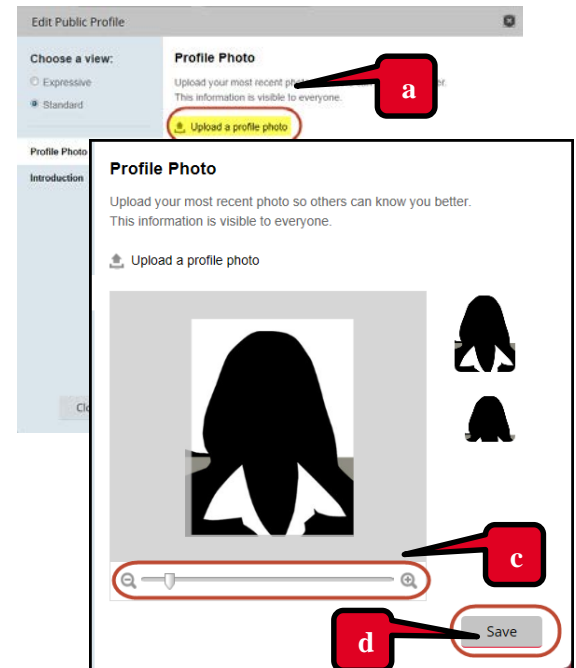 Edit Public Profile
Choose a view:
Expressive
Standard
Profile Photo
Introduction
Profile Photo
Upload your most recent
This information is visible to everyone.
Upload a profile photo
a
Profile Photo
Upload your most recent photo so others can know you better.
This information is visible to everyone.
Upload a profile photo
c
d
Save